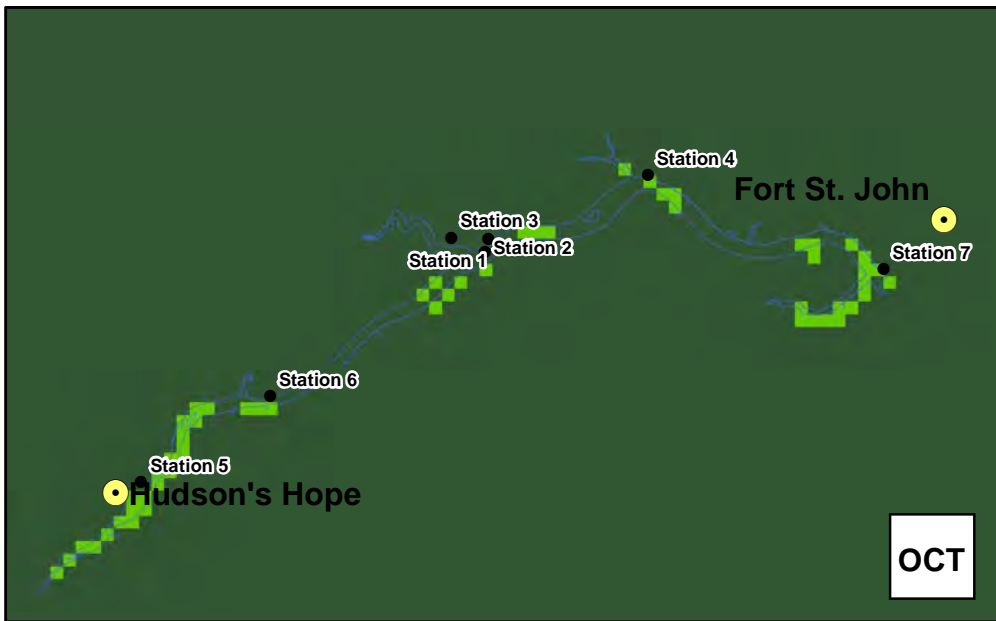 Station 4
Fort St. John
Station 3
Station 2
Station 1
Station 7
Station 6
Station 5
Hudson's Hope
OCT